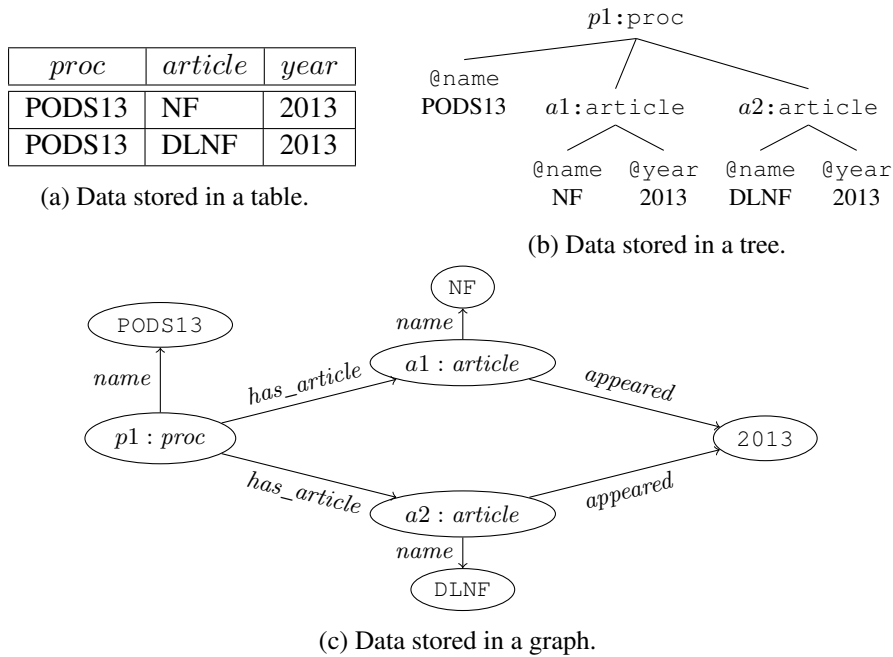 proc article year
PODS13 NF 2013
PODS13 DLNF 2013
(a) Data stored in a table.
p1:proc
@name
PODS13
a1:article a2:article
@name @year @name @year
NF 2013 DLNF 2013
(b) Data stored in a tree.
NF
PODS13
name
a1 : article
name
has_article
appeared
p1 : proc
2013
has_article
appeared
a2 : article
name
DLNF
(c) Data stored in a graph.